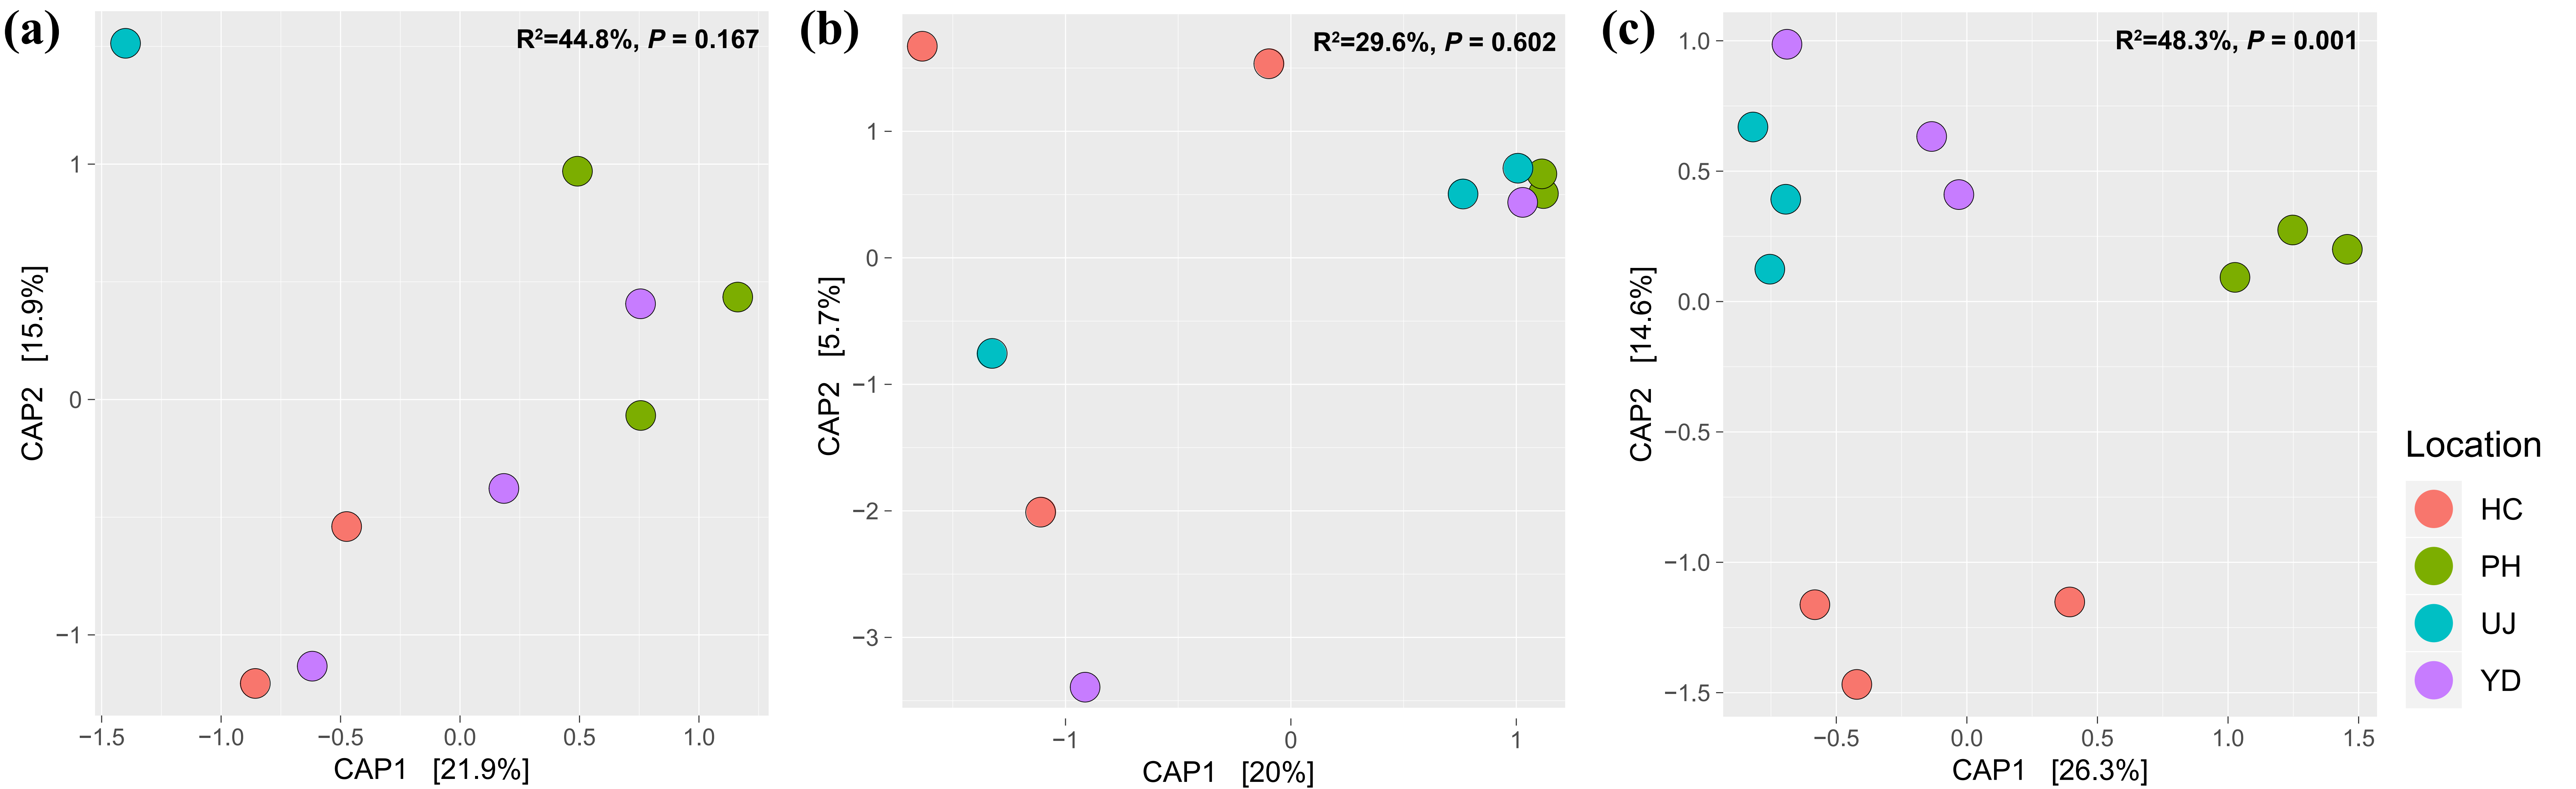 (a)
R²=44.8%, P = 0.167
1
0
−1
CAP2 [15.9%]
−1.5 −1.0 −0.5 0.0 0.5 1.0
CAP1 [21.9%]
(b)
R²=29.6%, P = 0.602
1
0
−1
−2
−3
CAP2 [5.7%]
−1 0 1
CAP1 [20%]
(c)
R²=48.3%, P = 0.001
1.0
0.5
0.0
−0.5
−1.0
−1.5
CAP2 [14.6%]
−0.5 0.0 0.5 1.0 1.5
CAP1 [26.3%]
Location
HC
PH
UJ
YD